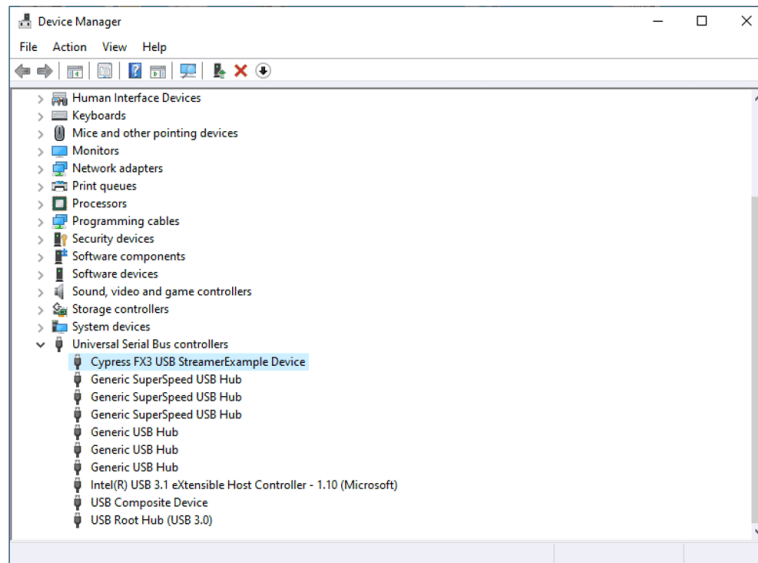 Device Manager
File Action View Help
Human Interface Devices
Keyboards
Mice and other pointing devices
Monitors
Network adapters
Print queues
Processors
Programming cables
Security devices
Software components
Software devices
Sound, video and game controllers
Storage controllers
System devices
Universal Serial Bus controllers
Cypress FX3 USB StreamerExample Device
Generic SuperSpeed USB Hub
Generic SuperSpeed USB Hub
Generic SuperSpeed USB Hub
Generic USB Hub
Generic USB Hub
Generic USB Hub
Intel(R) USB 3.1 eXtensible Host Controller - 1.10 (Microsoft)
USB Composite Device
USB Root Hub (USB 3.0)